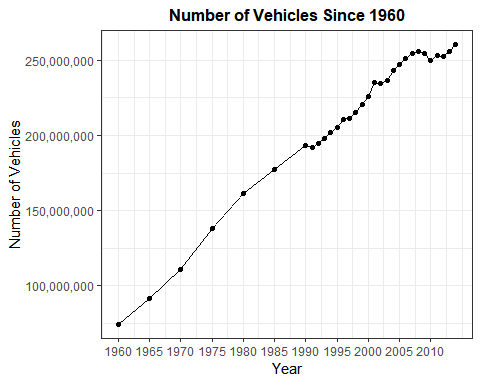 Number of Vehicles Since 1960
250,000,000
200,000,000
150,000,000
100,000,000
Number of Vehicles
1960 1965 1970 1975 1980 1985 1990 1995 2000 2005 2010
Year